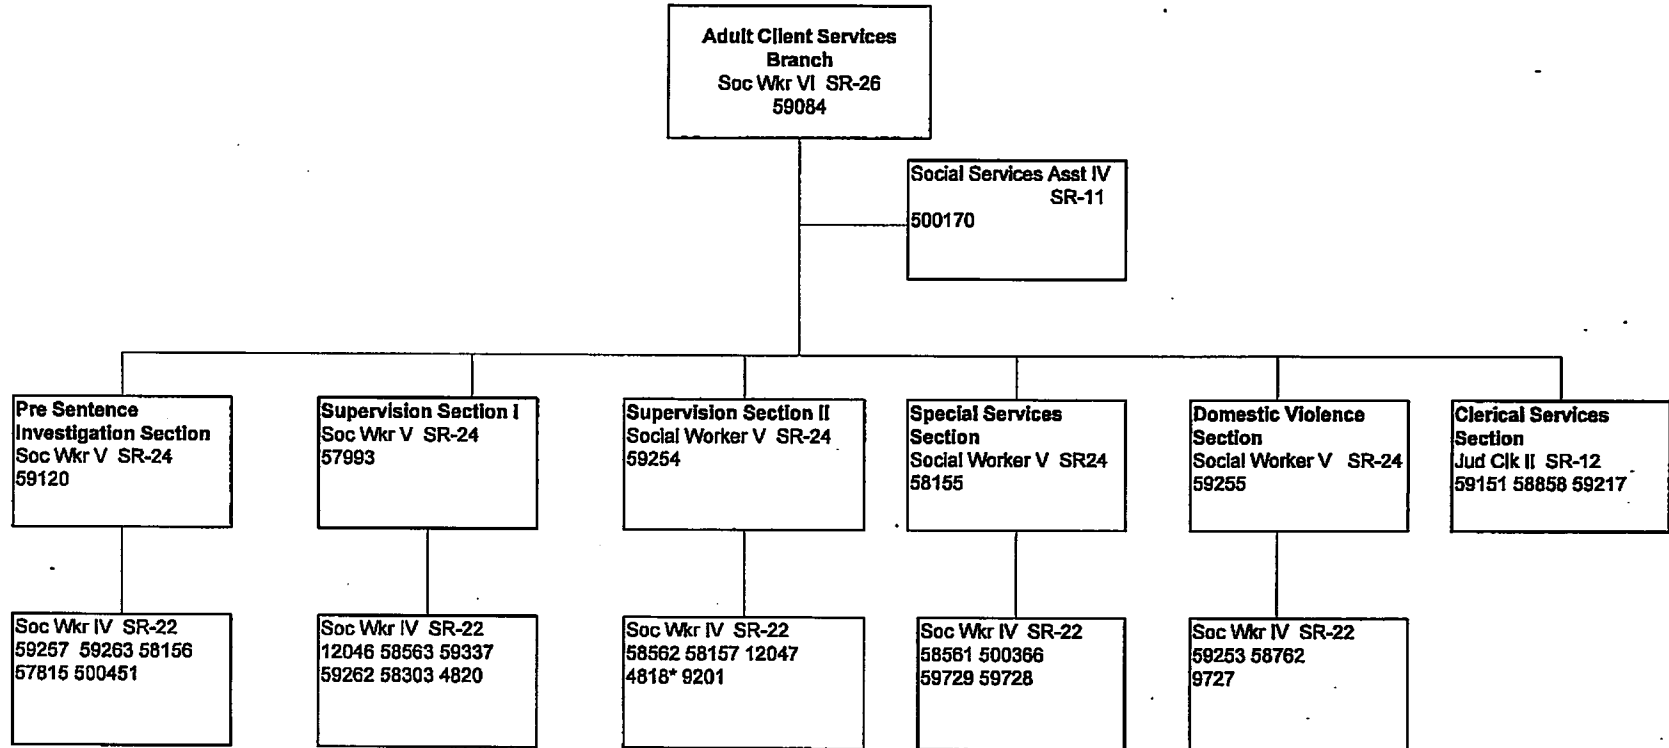 Adult Client Services
Branch
Soc Wkr VI SR-26
59084
Social Services Asst IV
SR-11
500170
Pre Sentence
Investigation Section
Soc Wkr V SR-24
59120
Supervision Section I
Soc Wkr V SR-24
57993
Supervision Section II
Social Worker V SR-24
59254
Special Services
Section
Social Worker V SR24
58155
Domestic Violence
Section
Social Worker V SR-24
59255
Clerical Services
Section
Jud Clk II SR-12
59151 58858 59217
Soc Wkr IV SR-22
59257 59263 58156
57815 500451
Soc Wkr IV SR-22
12046 58563 59337
59262 58303 4820
Soc Wkr IV SR-22
58562 58157 12047
4818* 9201
Soc Wkr IV SR-22
58561 500366
59729 59728
Soc Wkr IV SR-22
59253 58762
9727